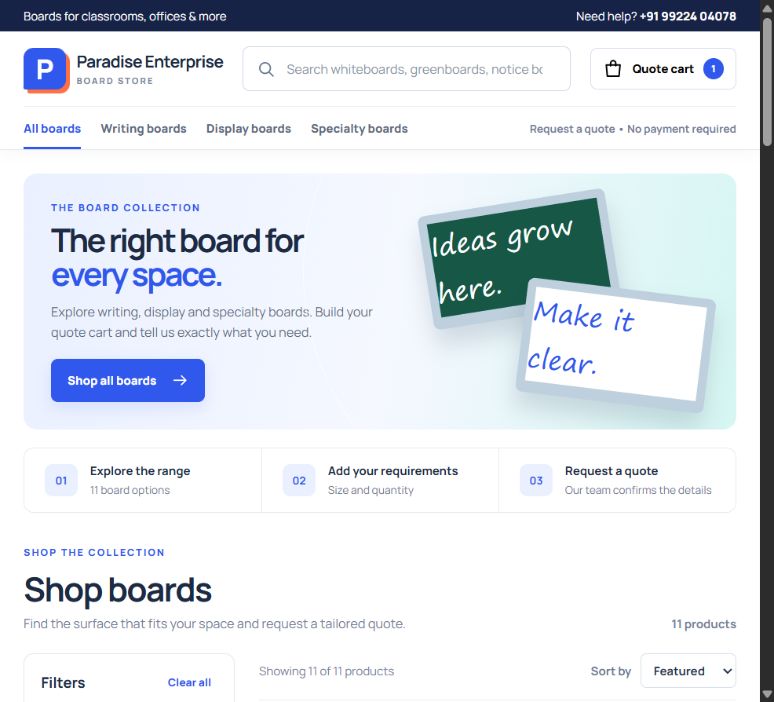 Boards for classrooms, offices & more
Need help? +91 99224 04078
P
Paradise Enterprise
BOARD STORE
Search whiteboards, greenboards, notice bo
Quote cart 1
All boards
Writing boards
Display boards
Specialty boards
Request a quote • No payment required
THE BOARD COLLECTION
The right board for
every space.
Explore writing, display and specialty boards. Build your
quote cart and tell us exactly what you need.
Shop all boards →
Ideas grow
here.
Make it
clear.
01
Explore the range
11 board options
02
Add your requirements
Size and quantity
03
Request a quote
Our team confirms the details
SHOP THE COLLECTION
Shop boards
Find the surface that fits your space and request a tailored quote.
11 products
Filters
Clear all
Showing 11 of 11 products
Sort by
Featured